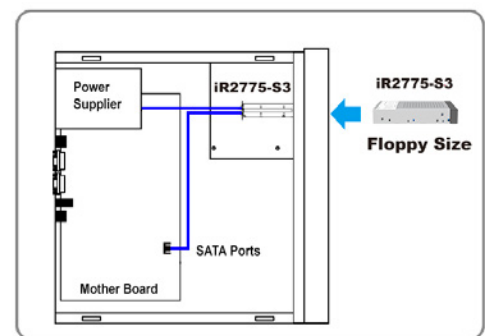 Power
Supplier
iR2775-S3
iR2775-S3
Floppy Size
SATA Ports
Mother Board